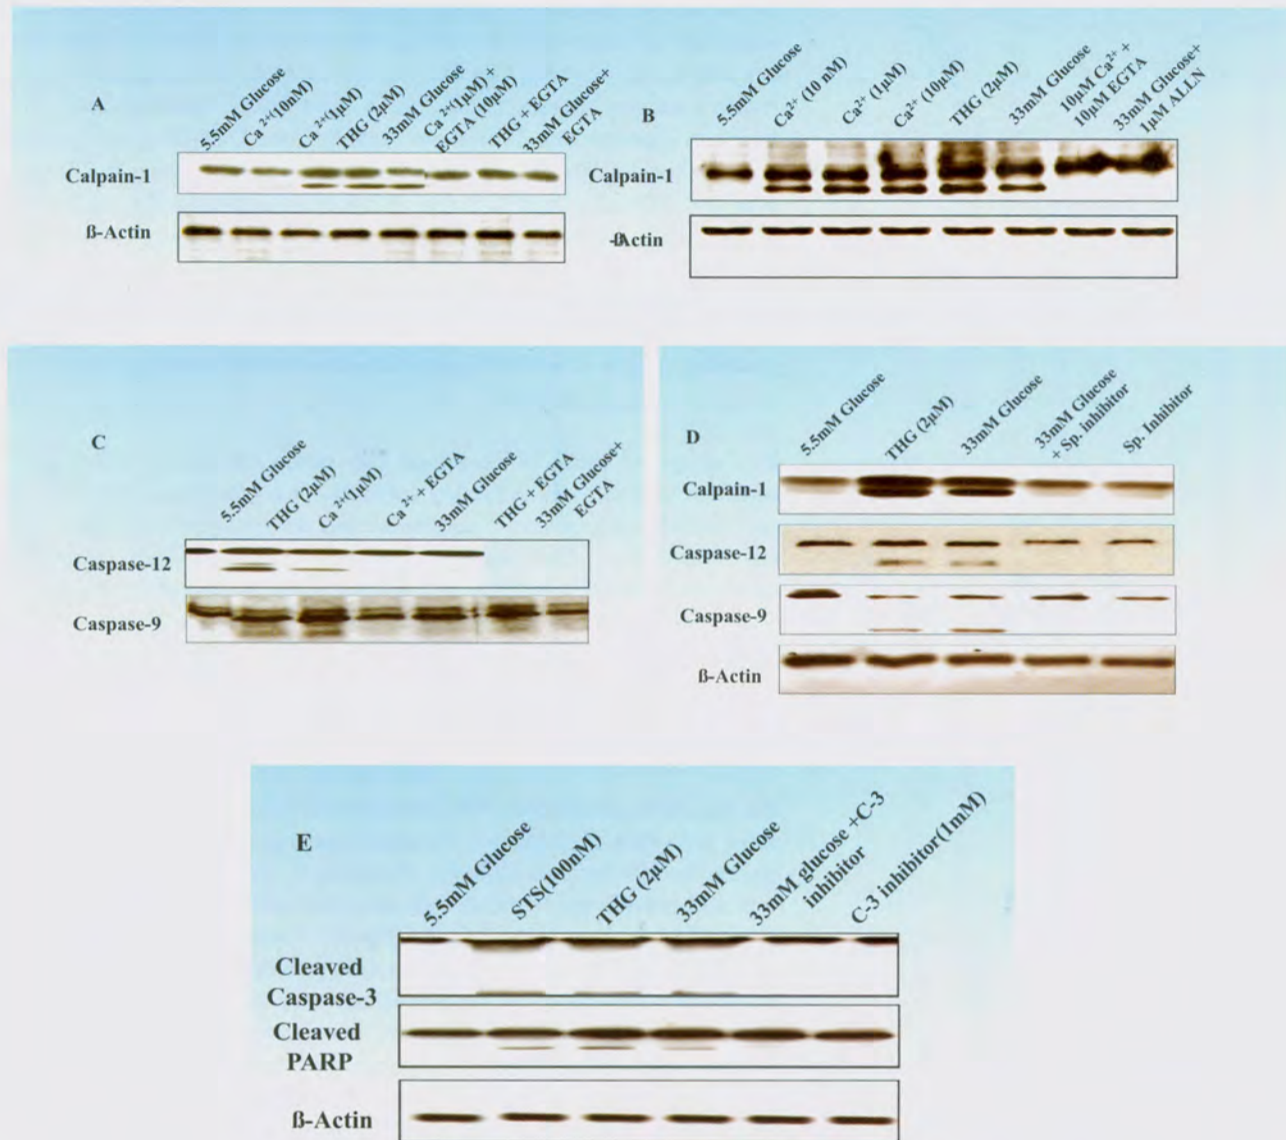 A
5.5mM Glucose
Ca 2+(10nM)
Ca 2+(1µM)
THG (2µM)
33mM Glucose
Ca 2+(1µM) +
EGTA (10µM)
THG + EGTA
33mM Glucose+
EGTA
Calpain-1
ß-Actin
B
5.5mM Glucose
Ca2+ (10 nM)
Ca2+ (1µM)
Ca2+ (10µM)
THG (2µM)
33mM Glucose
10µM Ca2+ +
10µM EGTA
33mM Glucose+
1µM ALLN
Calpain-1
-ßActin
C
5.5mM Glucose
THG (2µM)
Ca 2+(1µM)
Ca 2+ + EGTA
33mM Glucose
THG + EGTA
33mM Glucose+
EGTA
Caspase-12
Caspase-9
D
5.5mM Glucose
THG (2µM)
33mM Glucose
33mM Glucose
+ Sp. inhibitor
Sp. Inhibitor
Calpain-1
Caspase-12
Caspase-9
ß-Actin
E
5.5mM Glucose
STS(100nM)
THG (2µM)
33mM Glucose
33mM glucose +C-3
inhibitor
C-3 inhibitor(1mM)
Cleaved
Caspase-3
Cleaved
PARP
ß-Actin